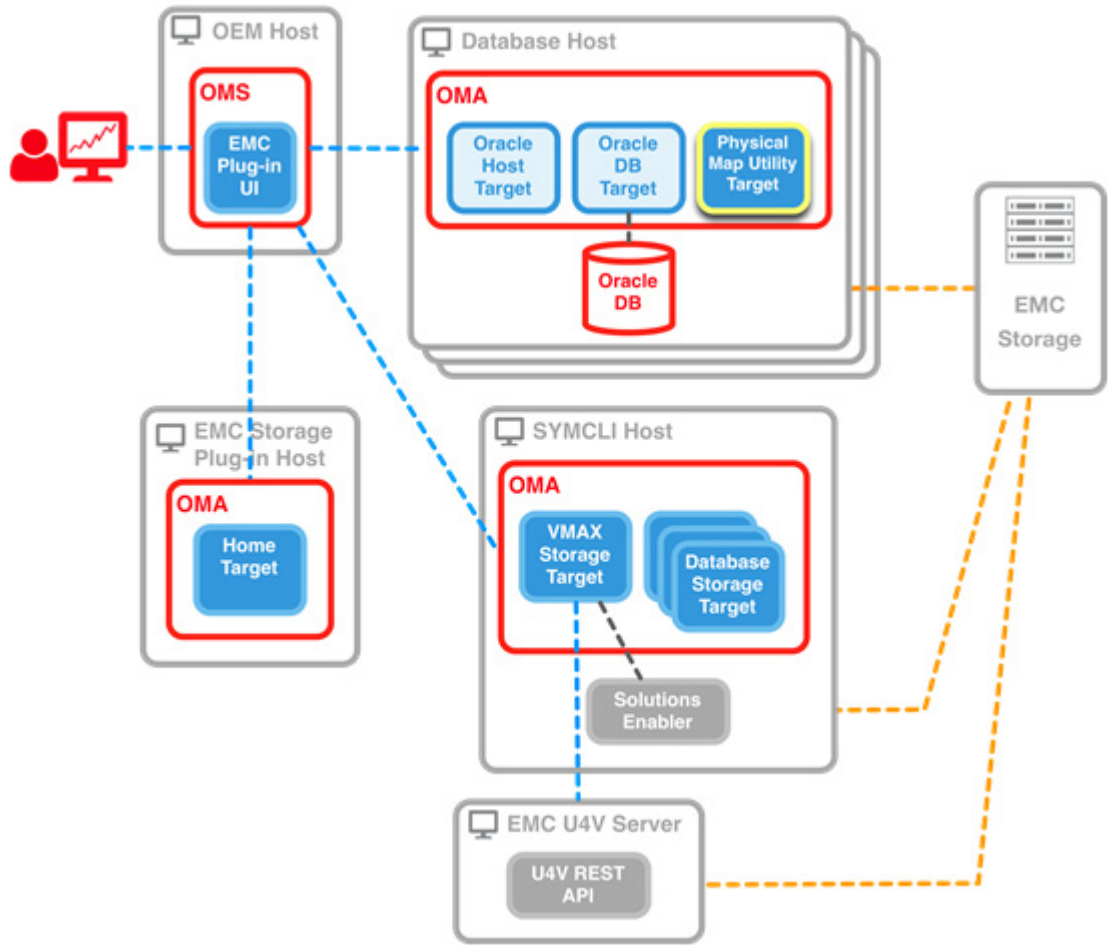 OEM Host
OMS
EMC
Plug-in
UI
Database Host
OMA
Oracle
Host
Target
Oracle
DB
Target
Physical
Map Utility
Target
Oracle
DB
EMC
Storage
EMC Storage
Plug-in Host
OMA
Home
Target
SYMCLI Host
OMA
VMAX
Storage
Target
Database
Storage
Target
Solutions
Enabler
EMC U4V Server
U4V REST
API